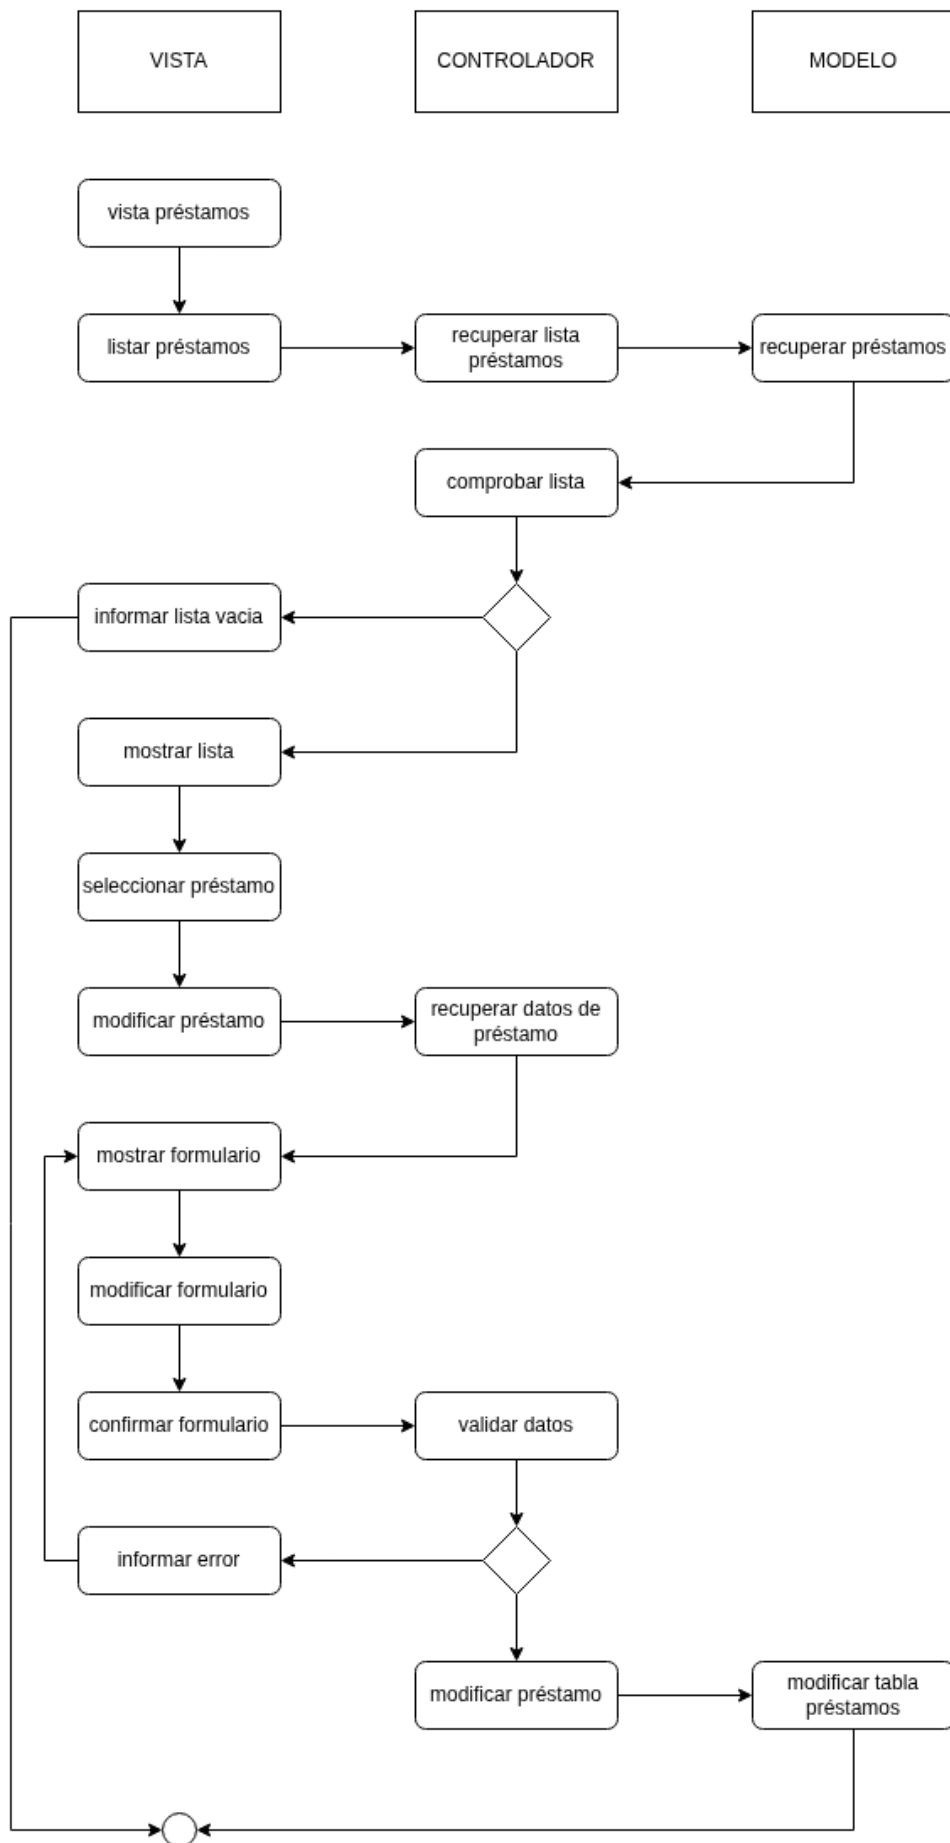 VISTA
CONTROLADOR
MODELO
vista préstamos
listar préstamos
recuperar lista
préstamos
recuperar préstamos
comprobar lista
informar lista vacia
mostrar lista
seleccionar préstamo
modificar préstamo
recuperar datos de
préstamo
mostrar formulario
modificar formulario
confirmar formulario
validar datos
informar error
modificar préstamo
modificar tabla
préstamos